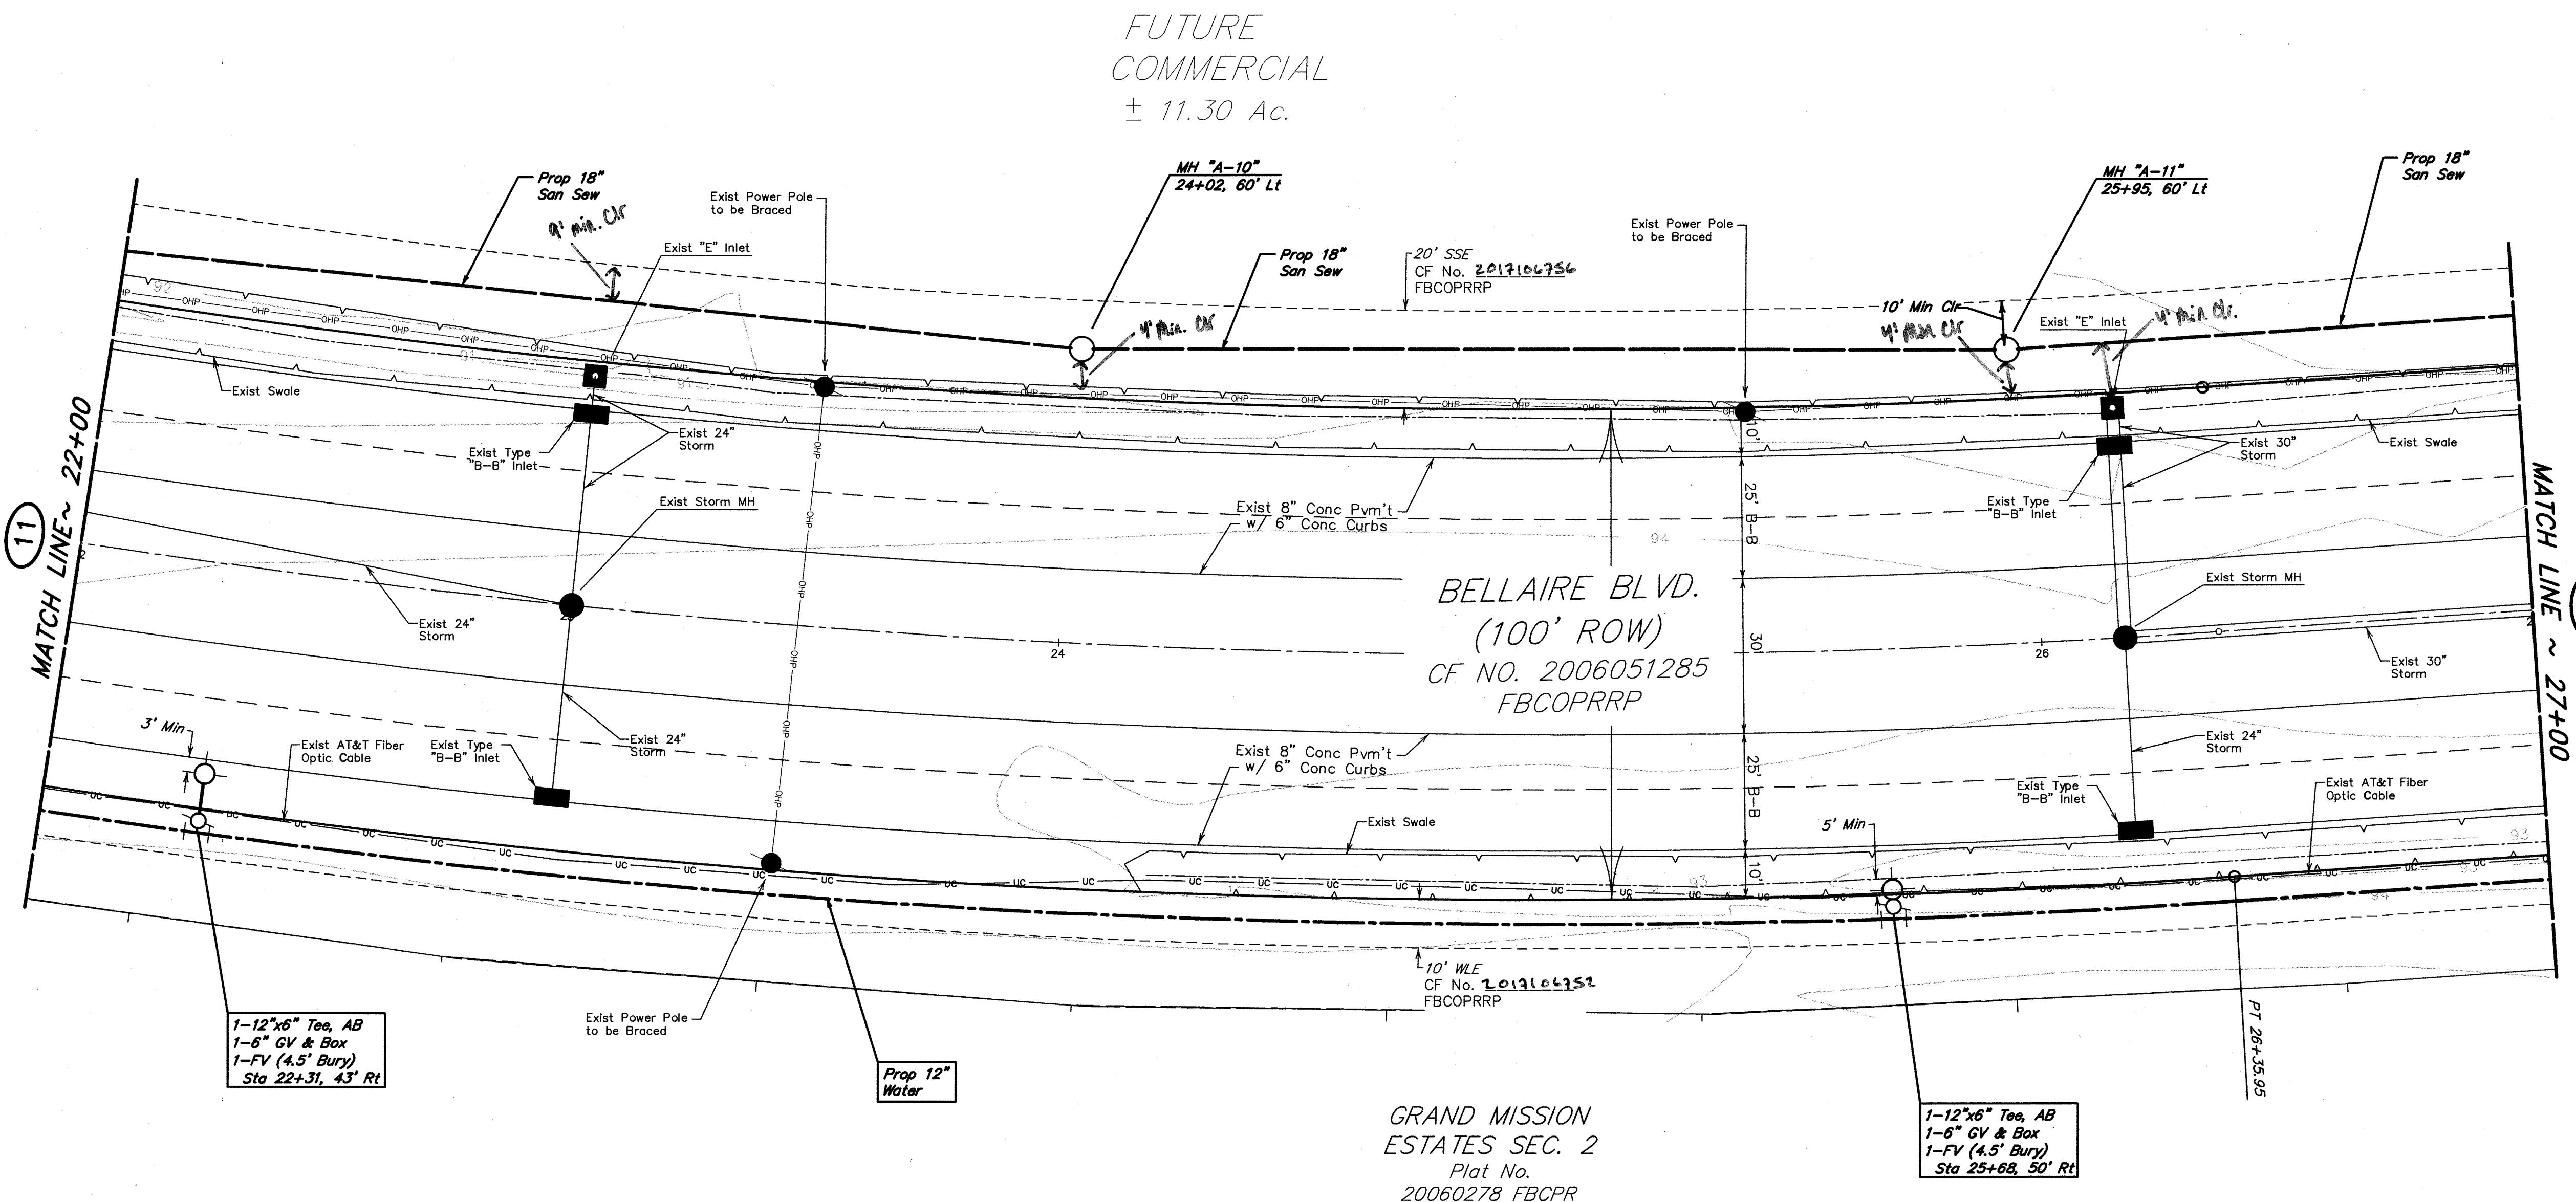 FUTURE
COMMERCIAL
± 11.30 Ac.
Prop 18"
San Sew
9' min. Clr
Exist Power Pole
to be Braced
Exist "E" Inlet
MH "A-10"
24+02, 60' Lt
Prop 18"
San Sew
4' Min. Clr
20' SSE
CF No. 2017106756
FBCOPRRP
Exist Power Pole
to be Braced
MH "A-11"
25+95, 60' Lt
10' Min Clr
4' Min Clr
Exist "E" Inlet
4' Min Clr.
Prop 18"
San Sew
92
OHP
91
91
Exist Swale
Exist Type
"B-B" Inlet
Exist 24"
Storm
Exist Storm MH
Exist 8" Conc Pvm't
w/ 6" Conc Curbs
10'
25' B-B
30'
25' B-B
10'
94
Exist 30"
Storm
Exist Type
"B-B" Inlet
Exist Swale
11
MATCH LINE~ 22+00
MATCH LINE ~ 27+00
Exist 24"
Storm
24
BELLAIRE BLVD.
(100' ROW)
CF NO. 2006051285
FBCOPRRP
26
Exist Storm MH
Exist 30"
Storm
3' Min
Exist AT&T Fiber
Optic Cable
Exist Type
"B-B" Inlet
Exist 24"
Storm
Exist 8" Conc Pvm't
w/ 6" Conc Curbs
Exist Swale
5' Min
Exist 24"
Storm
Exist Type
"B-B" Inlet
Exist AT&T Fiber
Optic Cable
UC
93
93
93
94
10' WLE
CF No. 2017106752
FBCOPRRP
Exist Power Pole
to be Braced
1-12"x6" Tee, AB
1-6" GV & Box
1-FV (4.5' Bury)
Sta 22+31, 43' Rt
Prop 12"
Water
PT 26+35.95
1-12"x6" Tee, AB
1-6" GV & Box
1-FV (4.5' Bury)
Sta 25+68, 50' Rt
GRAND MISSION
ESTATES SEC. 2
Plat No.
20060278 FBCPR